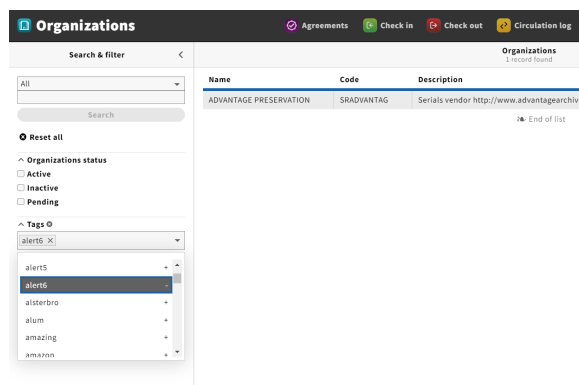 Organizations
Agreements
Check in
Check out
Circulation log
Search & filter
Organizations
1 record found
All
Search
Reset all
Organizations status
Active
Inactive
Pending
Tags
alert6
alert5 +
alert6 -
alsterbro +
alum +
amazing +
amazon +
Name Code Description
ADVANTAGE PRESERVATION SRADVANTAG Serials vendor http://www.advantagearchiv
End of list